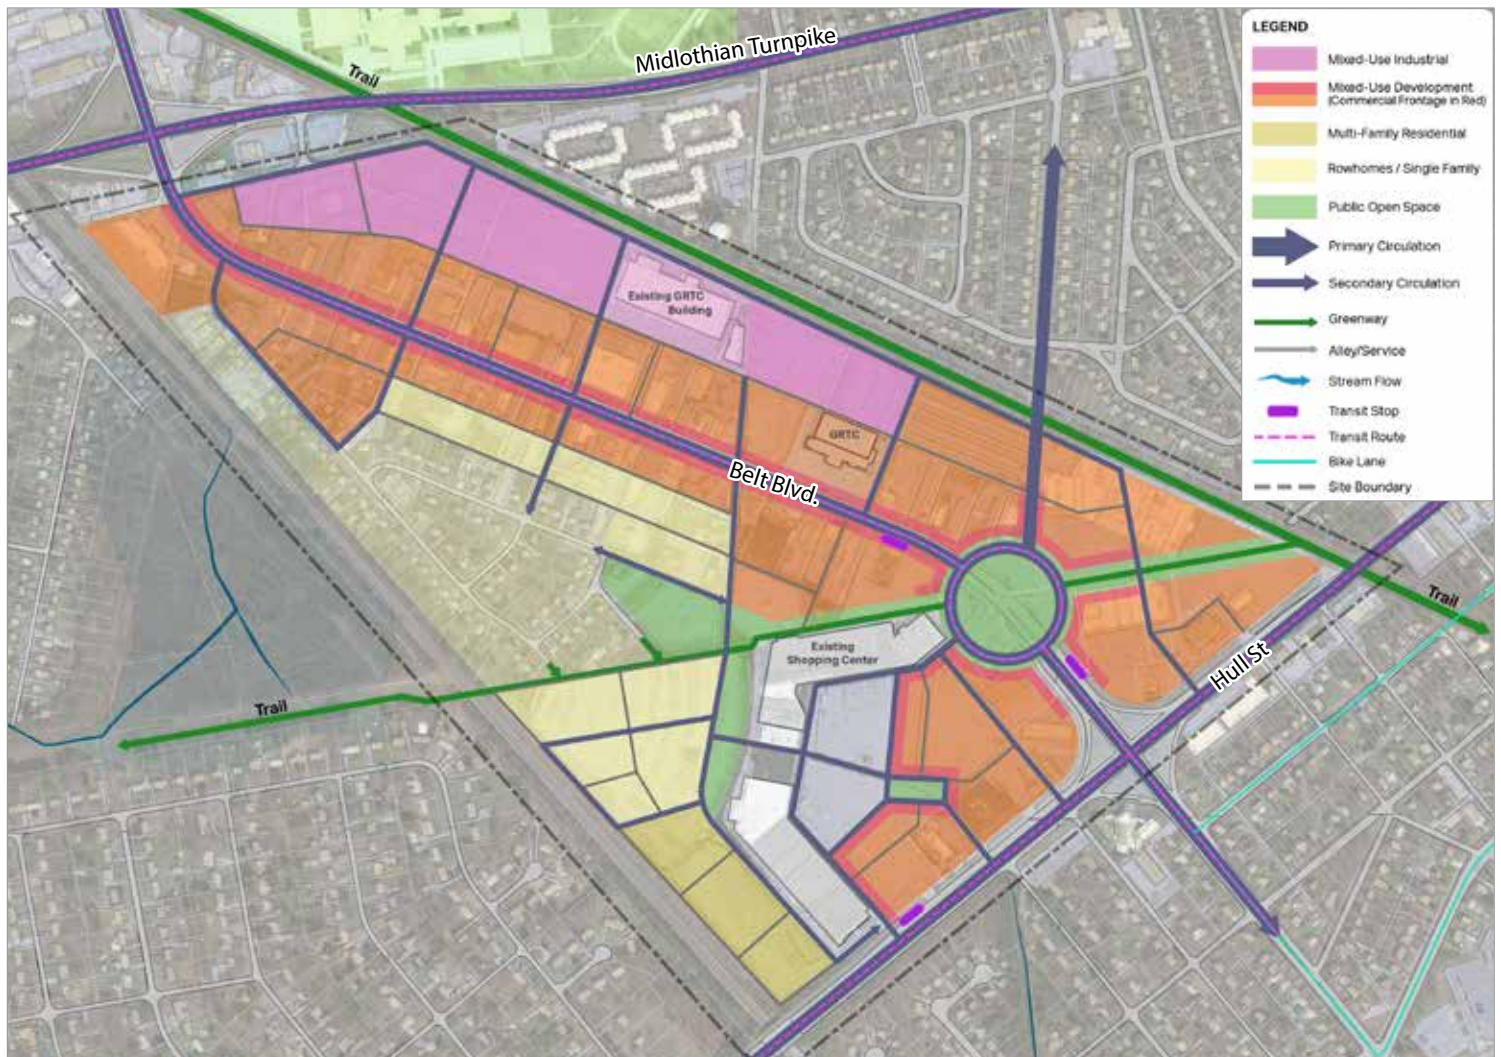 Midlothian Turnpike
Trail
LEGEND
Mixed-Use Industrial
Mixed-Use Development
(Commercial Frontage in Red)
Multi-Family Residential
Rowhomes / Single Family
Public Open Space
Primary Circulation
Secondary Circulation
Greenway
Alley/Service
Stream Flow
Transit Stop
Transit Route
Bike Lane
Site Boundary
Existing GRTC
Building
GRTC
Belt Blvd.
Trail
Existing
Shopping Center
Hull St
Trail